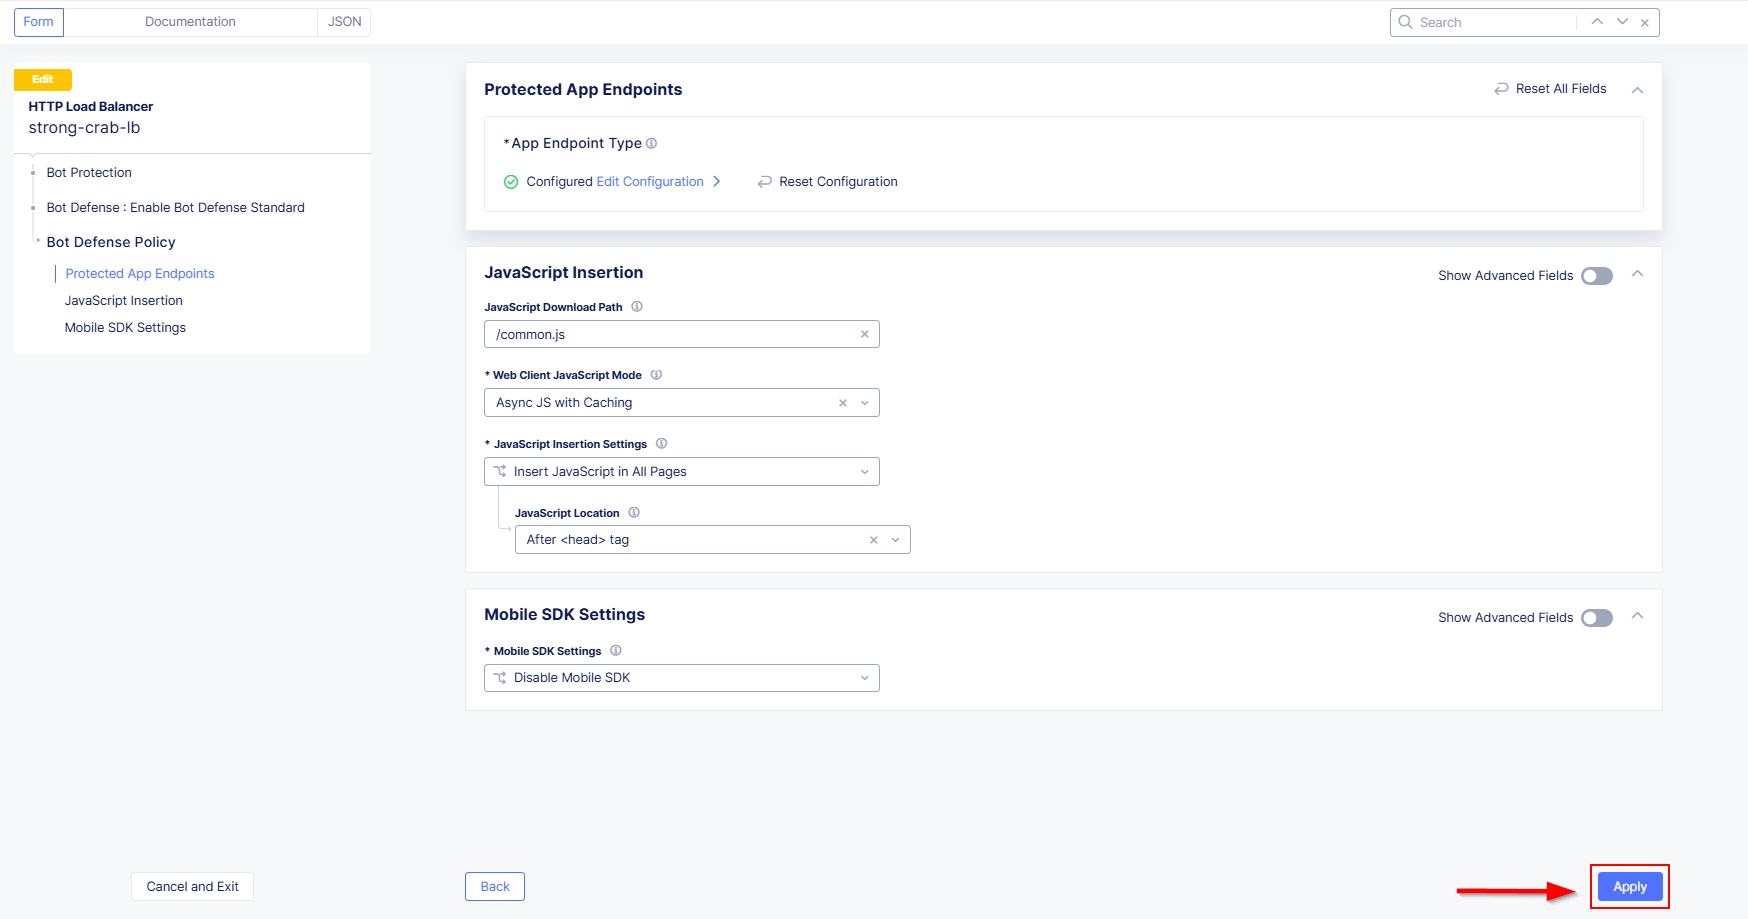 Form
Documentation
JSON
Search
Edit
HTTP Load Balancer
strong-crab-lb
Bot Protection
Bot Defense : Enable Bot Defense Standard
Bot Defense Policy
Protected App Endpoints
JavaScript Insertion
Mobile SDK Settings
Protected App Endpoints
Reset All Fields
*App Endpoint Type
Configured Edit Configuration
Reset Configuration
JavaScript Insertion
Show Advanced Fields
JavaScript Download Path
/common.js
* Web Client JavaScript Mode
Async JS with Caching
* JavaScript Insertion Settings
Insert JavaScript in All Pages
JavaScript Location
After <head> tag
Mobile SDK Settings
Show Advanced Fields
* Mobile SDK Settings
Disable Mobile SDK
Cancel and Exit
Back
Apply